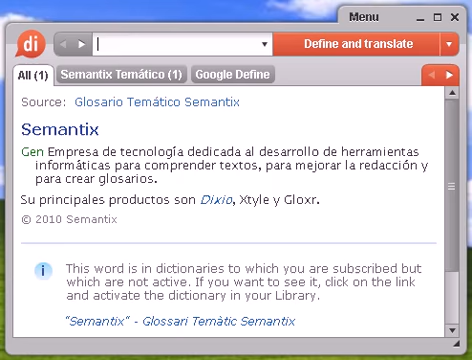 Menu
di
Define and translate
All (1)
Semantix Temático (1)
Google Define
Source: Glosario Temático Semantix
Semantix
Gen Empresa de tecnología dedicada al desarrollo de herramientas
informáticas para comprender textos, para mejorar la redacción y
para crear glosarios.
Su principales productos son Dixio, Xtyle y Gloxr.
© 2010 Semantix
i
This word is in dictionaries to which you are subscribed but
which are not active. If you want to see it, click on the link
and activate the dictionary in your Library.
"Semantix" - Glossari Temàtic Semantix